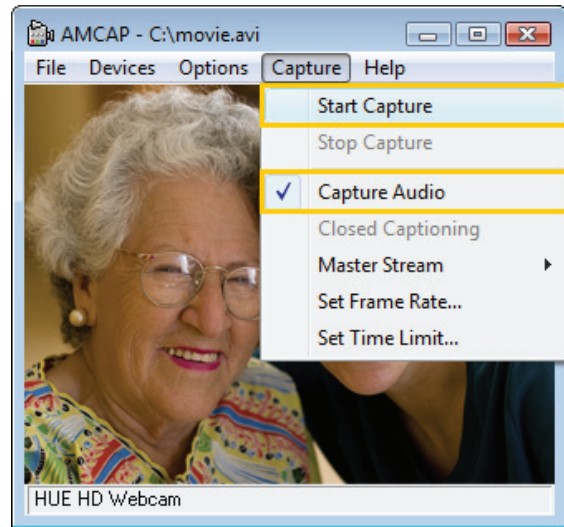 AMCAP - C:\movie.avi
File Devices Options Capture Help
Start Capture
Stop Capture
Capture Audio
Closed Captioning
Master Stream
Set Frame Rate...
Set Time Limit...
HUE HD Webcam